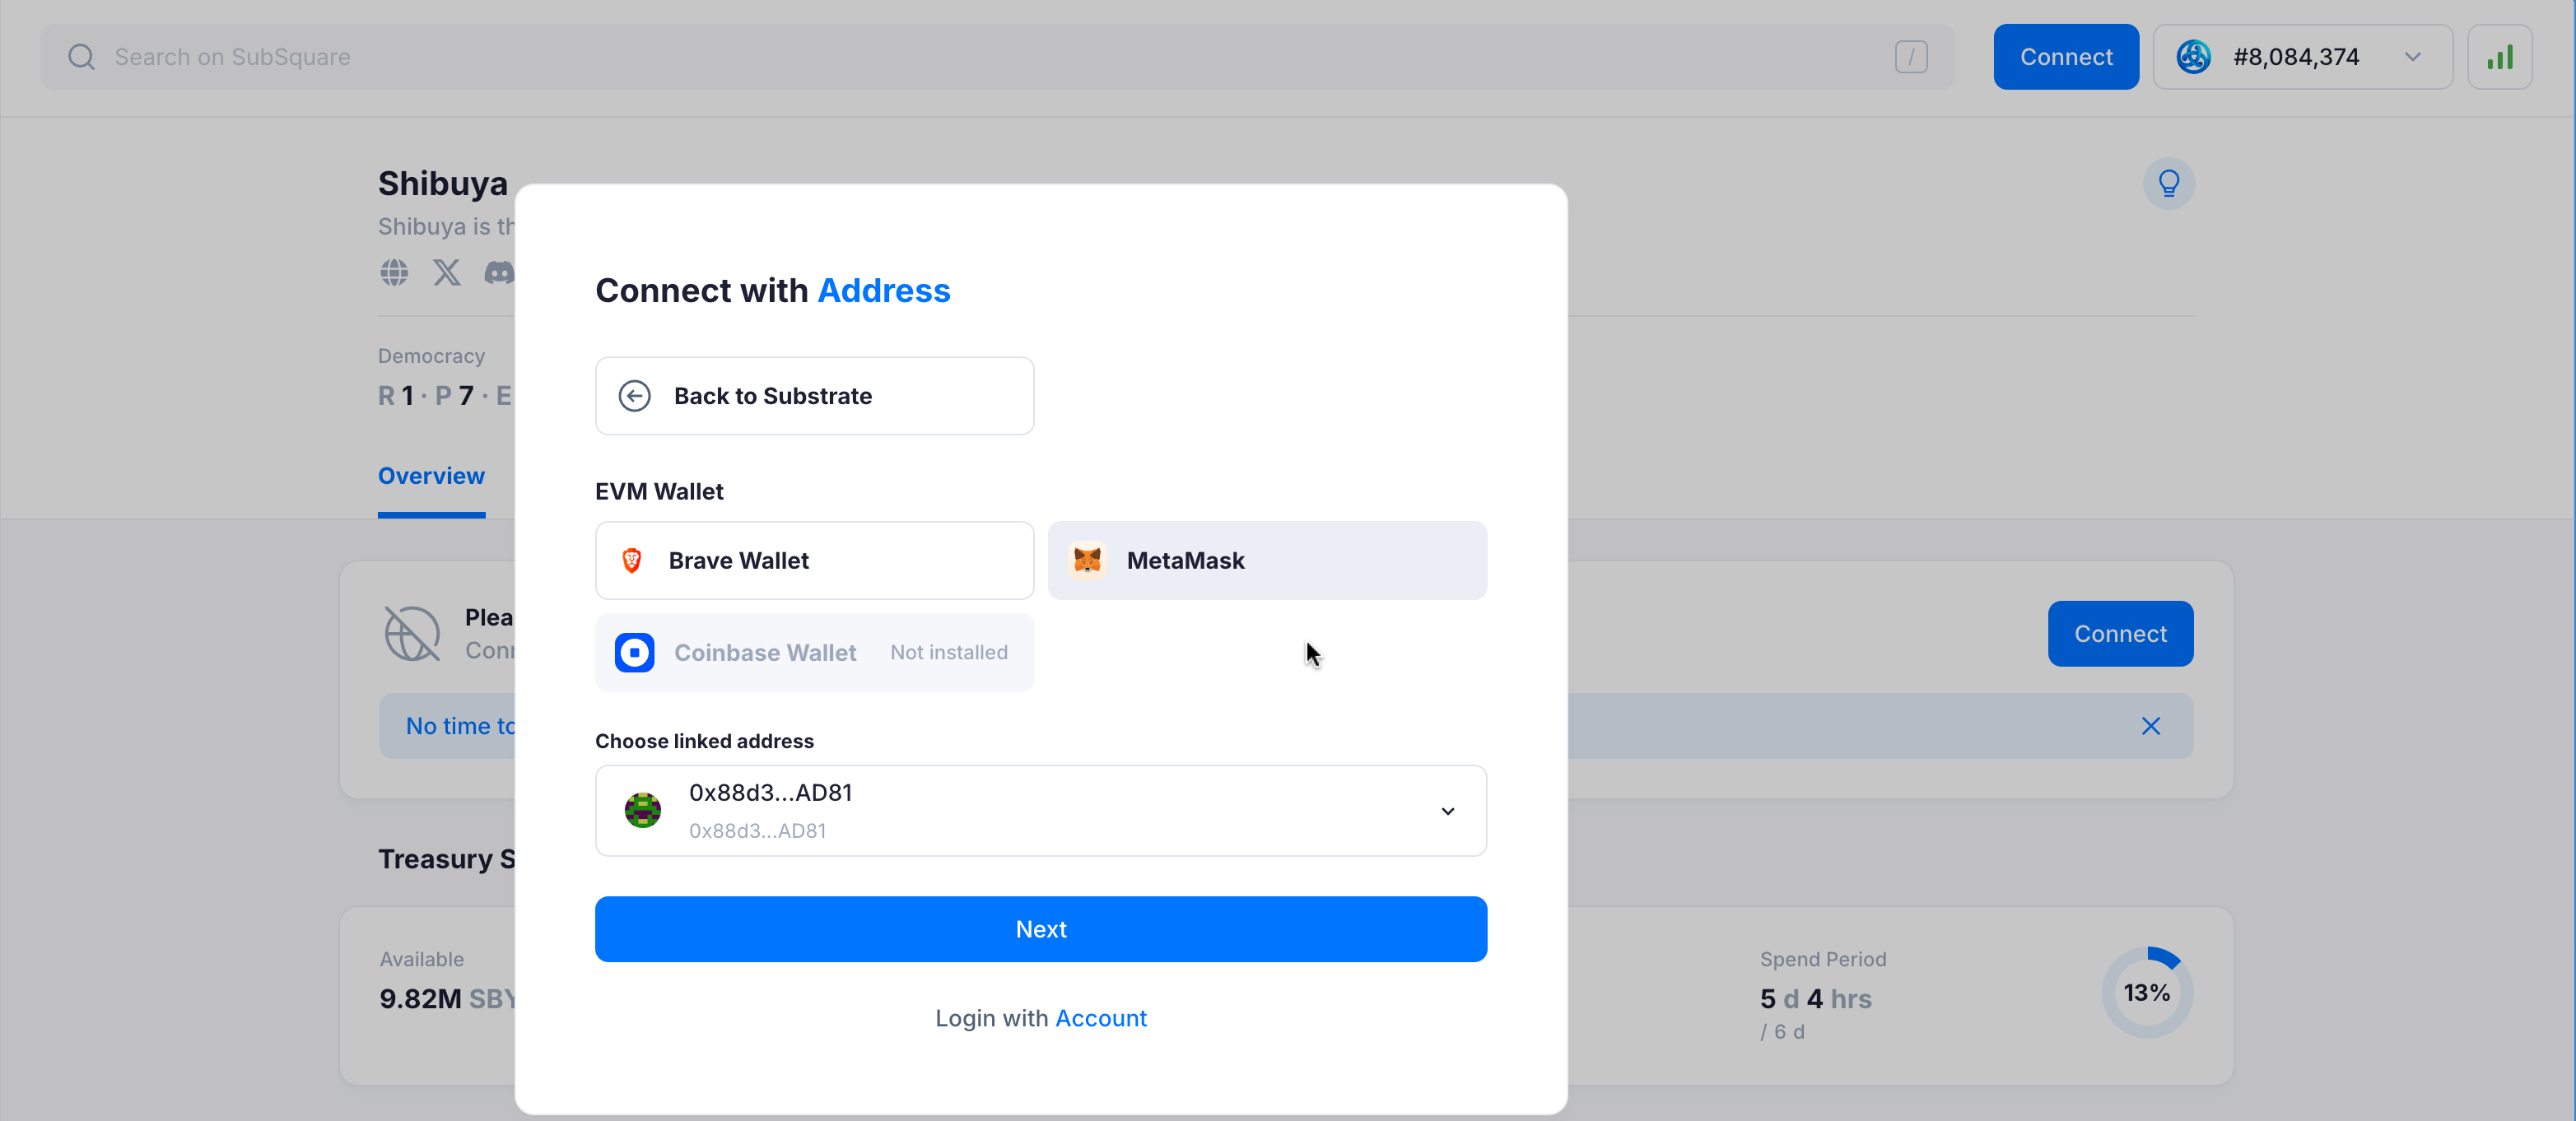 Search on SubSquare
/
Connect
#8,084,374
Shibuya
Shibuya is th
Democracy
R 1 · P 7 · E
Overview
Plea
Conn
Connect
No time to
Treasury S
Available
9.82M SBY
Spend Period
5 d 4 hrs
/ 6 d
13%
Connect with Address
Back to Substrate
EVM Wallet
Brave Wallet
MetaMask
Coinbase Wallet Not installed
Choose linked address
0x88d3...AD81
0x88d3...AD81
Next
Login with Account